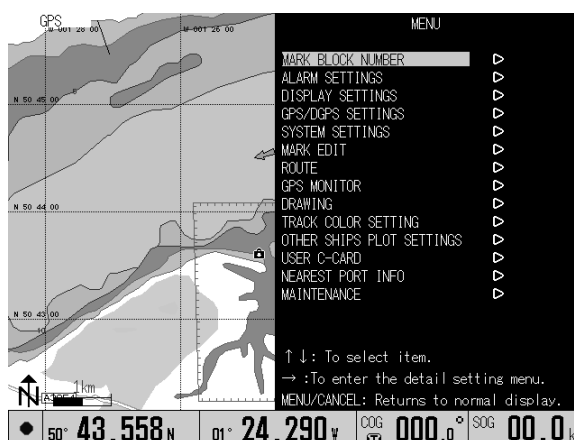 GPS
W 001 28 00
W 001 26 00
N 50 45 00
N 50 44 00
N 50 43 00
10
1km
MENU
MARK BLOCK NUMBER
ALARM SETTINGS
DISPLAY SETTINGS
GPS/DGPS SETTINGS
SYSTEM SETTINGS
MARK EDIT
ROUTE
GPS MONITOR
DRAWING
TRACK COLOR SETTING
OTHER SHIPS PLOT SETTINGS
USER C-CARD
NEAREST PORT INFO
MAINTENANCE
↑↓: To select item.
→ :To enter the detail setting menu.
MENU/CANCEL: Returns to normal display.
50° 43.558 N 01° 24.290 W COG T 000.0° SOG 00.0 k